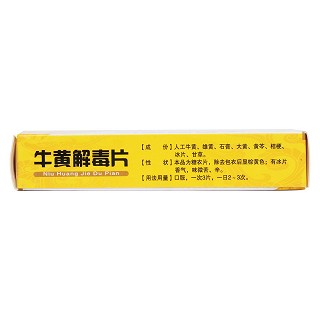 牛黄解毒片
Niu Huang Jie Du Pian
【成　份】人工牛黄、雄黄、石膏、大黄、黄芩、桔梗、
冰片、甘草。
【性　状】本品为糖衣片，除去包衣后显棕黄色；有冰片
香气，味微苦、辛。
【用法用量】口服，一次3片，一日2～3次。